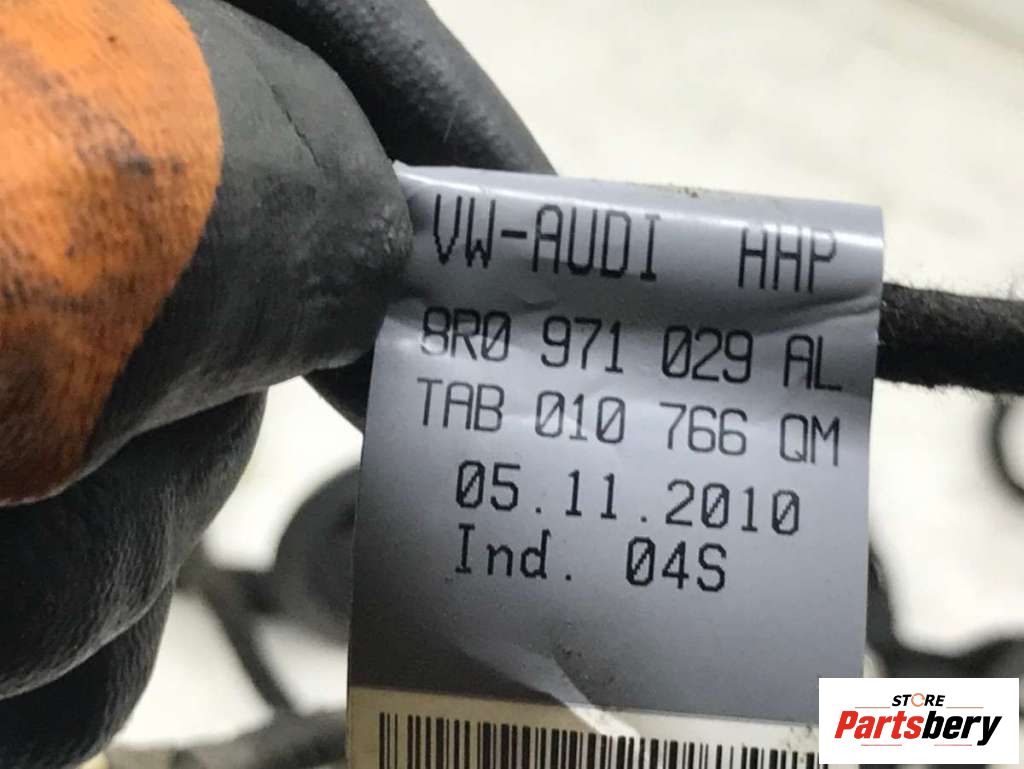 VW-AUDI HHP
8R0 971 029 AL
TAB 010 766 QM
05.11.2010
Ind. 04S
STORE
Partsbery